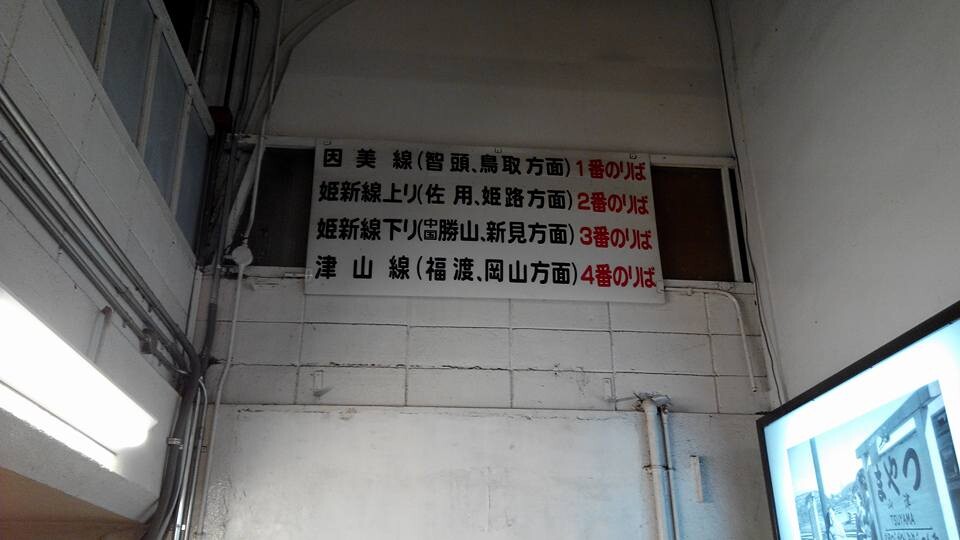 因美線(智頭、鳥取方面)1番のりば
姫新線上り(佐用、姫路方面)2番のりば
姫新線下り(中国勝山、新見方面)3番のりば
津山線(福渡、岡山方面)4番のりば
つやま
津
TSUYAMA